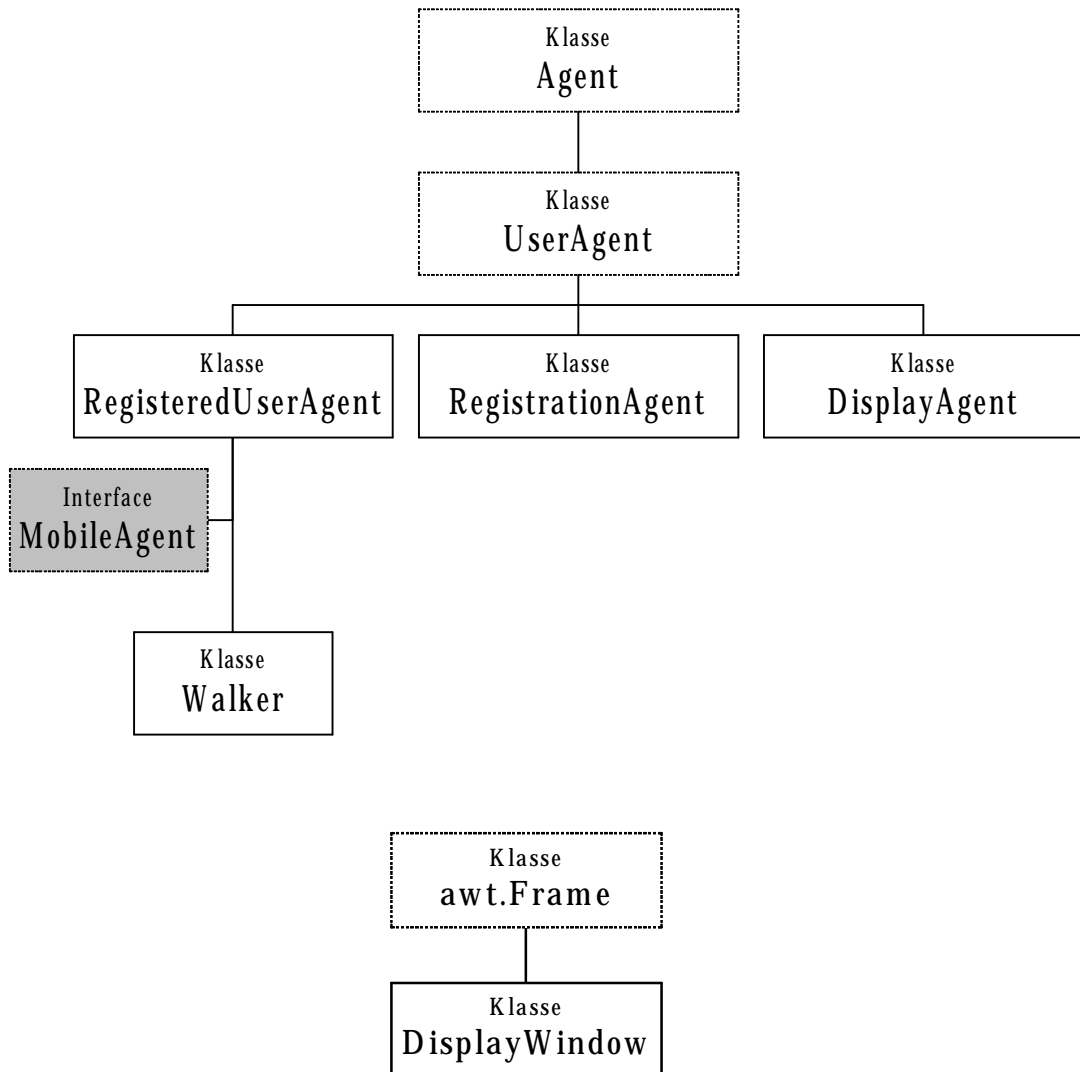 Klasse
Agent
Klasse
UserAgent
Klasse
RegisteredUserAgent
Klasse
RegistrationAgent
Klasse
DisplayAgent
Interface
MobileAgent
Klasse
Walker
Klasse
awt.Frame
Klasse
DisplayWindow